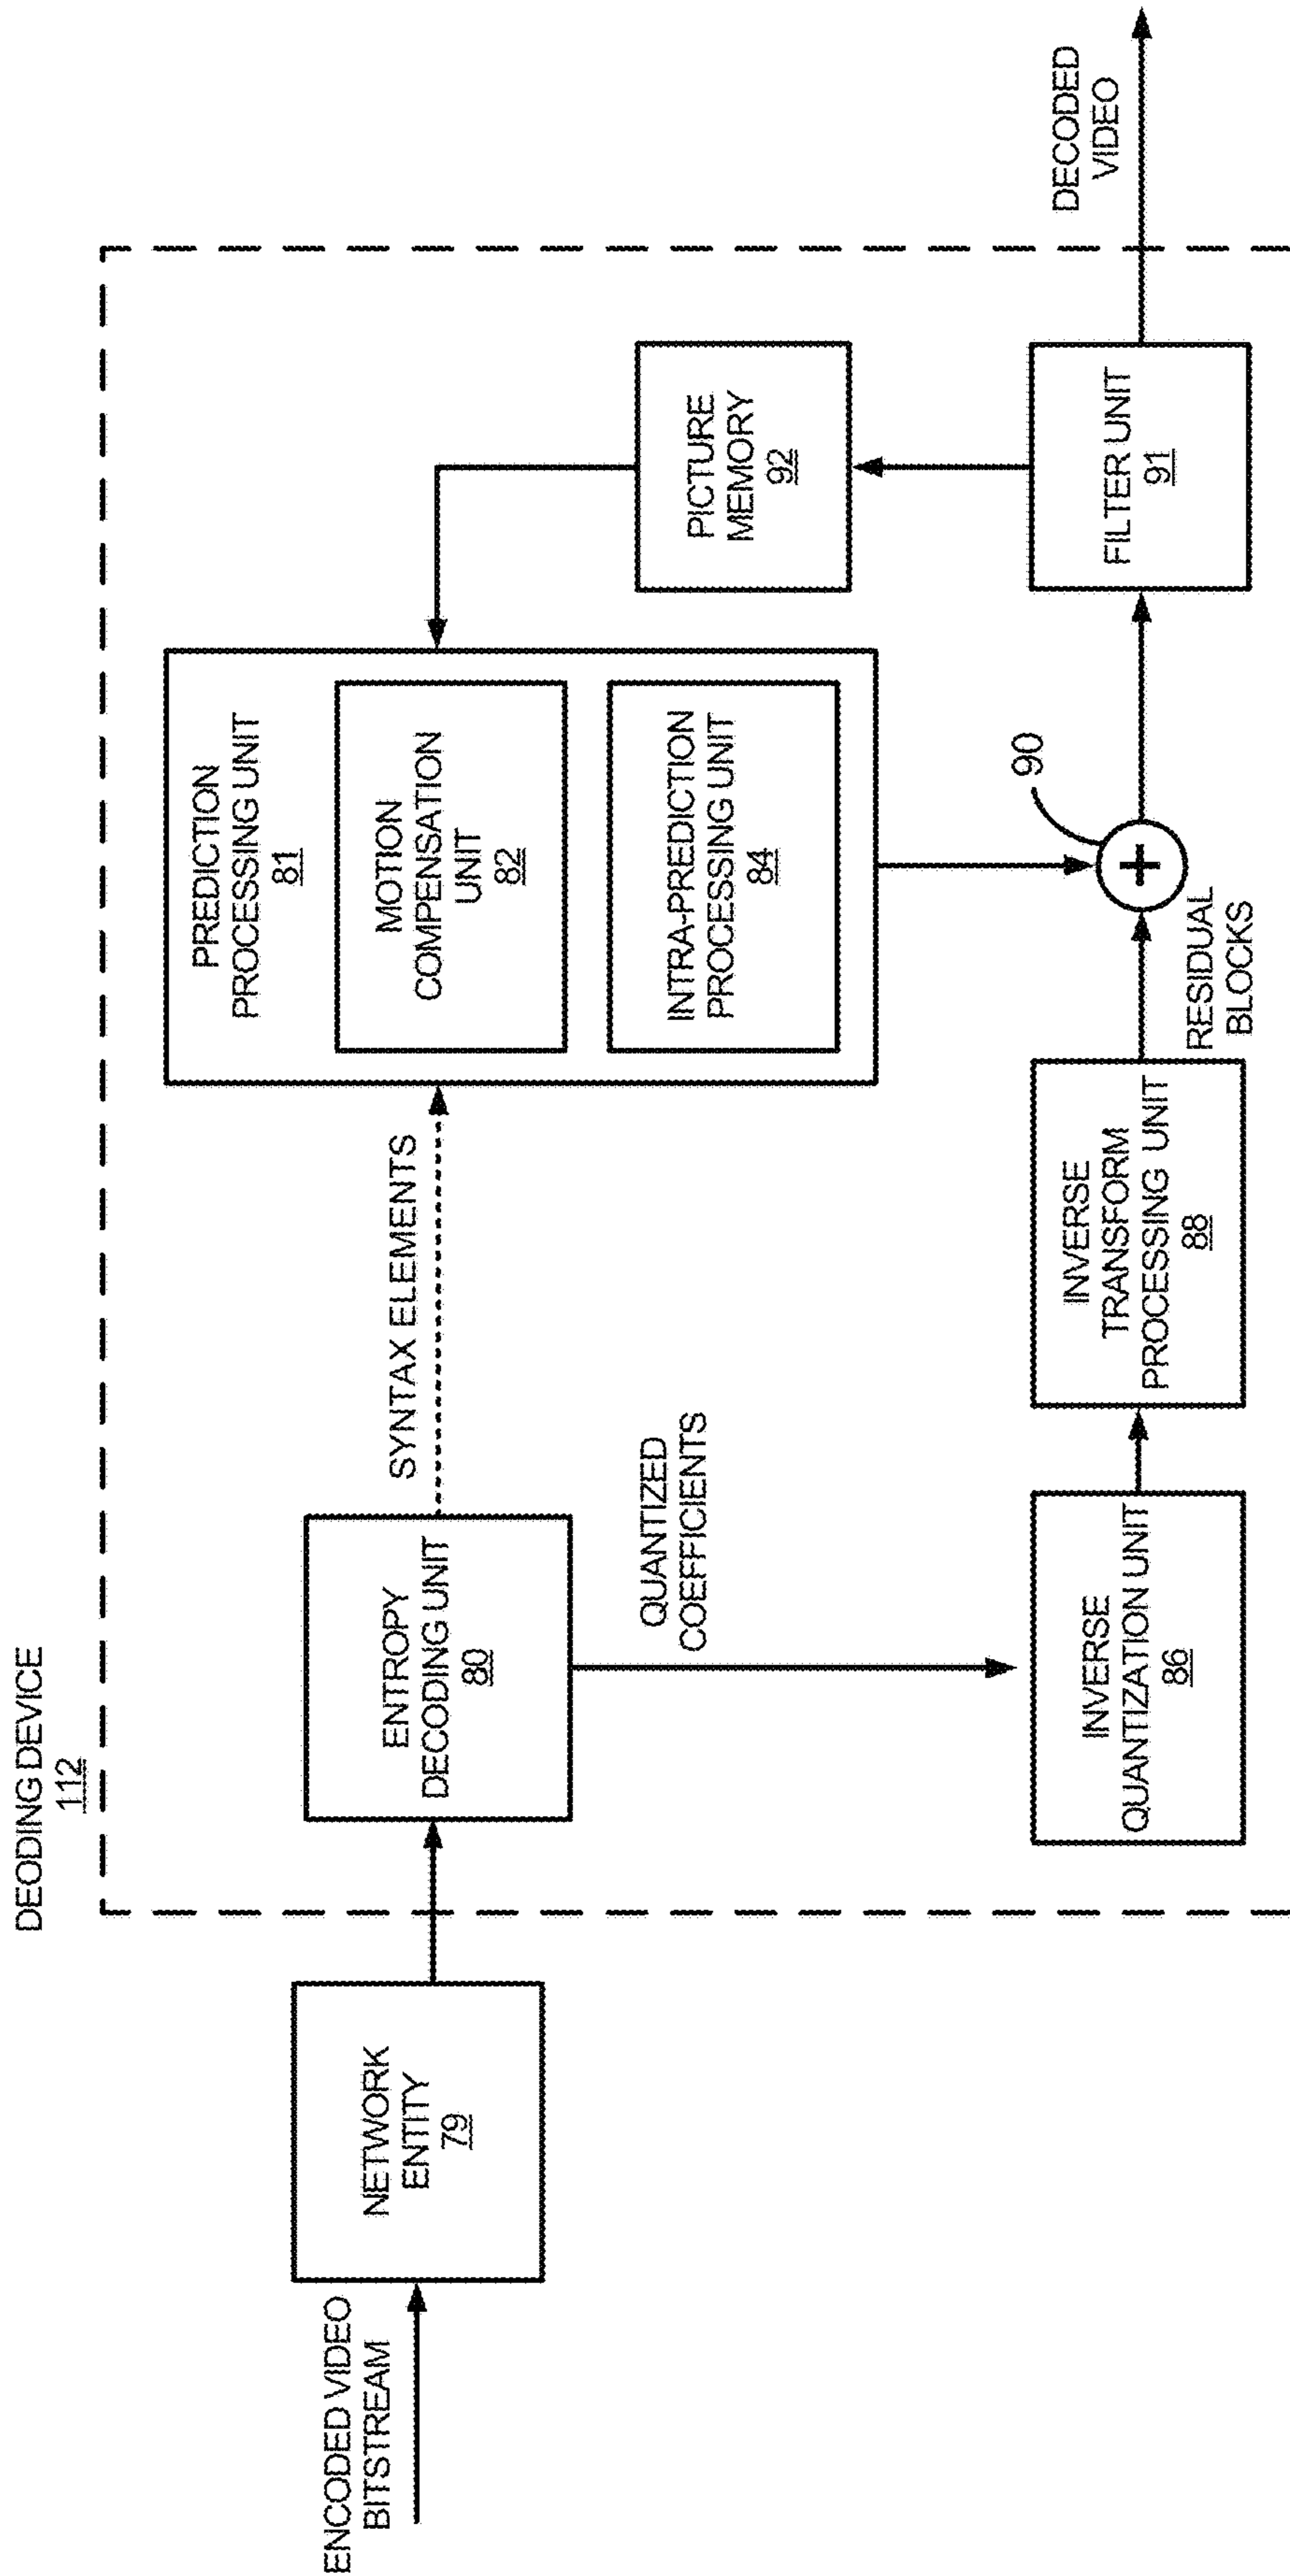 DEODING DEVICE
112
ENCODED VIDEO
BITSTREAM
NETWORK
ENTITY
79
ENTROPY
DECODING UNIT
80
SYNTAX ELEMENTS
QUANTIZED
COEFFICIENTS
PREDICTION
PROCESSING UNIT
81
MOTION
COMPENSATION
UNIT
82
INTRA-PREDICTION
PROCESSING UNIT
84
PICTURE
MEMORY
92
INVERSE
QUANTIZATION UNIT
86
INVERSE
TRANSFORM
PROCESSING UNIT
88
RESIDUAL
BLOCKS
90
+
FILTER UNIT
91
DECODED
VIDEO